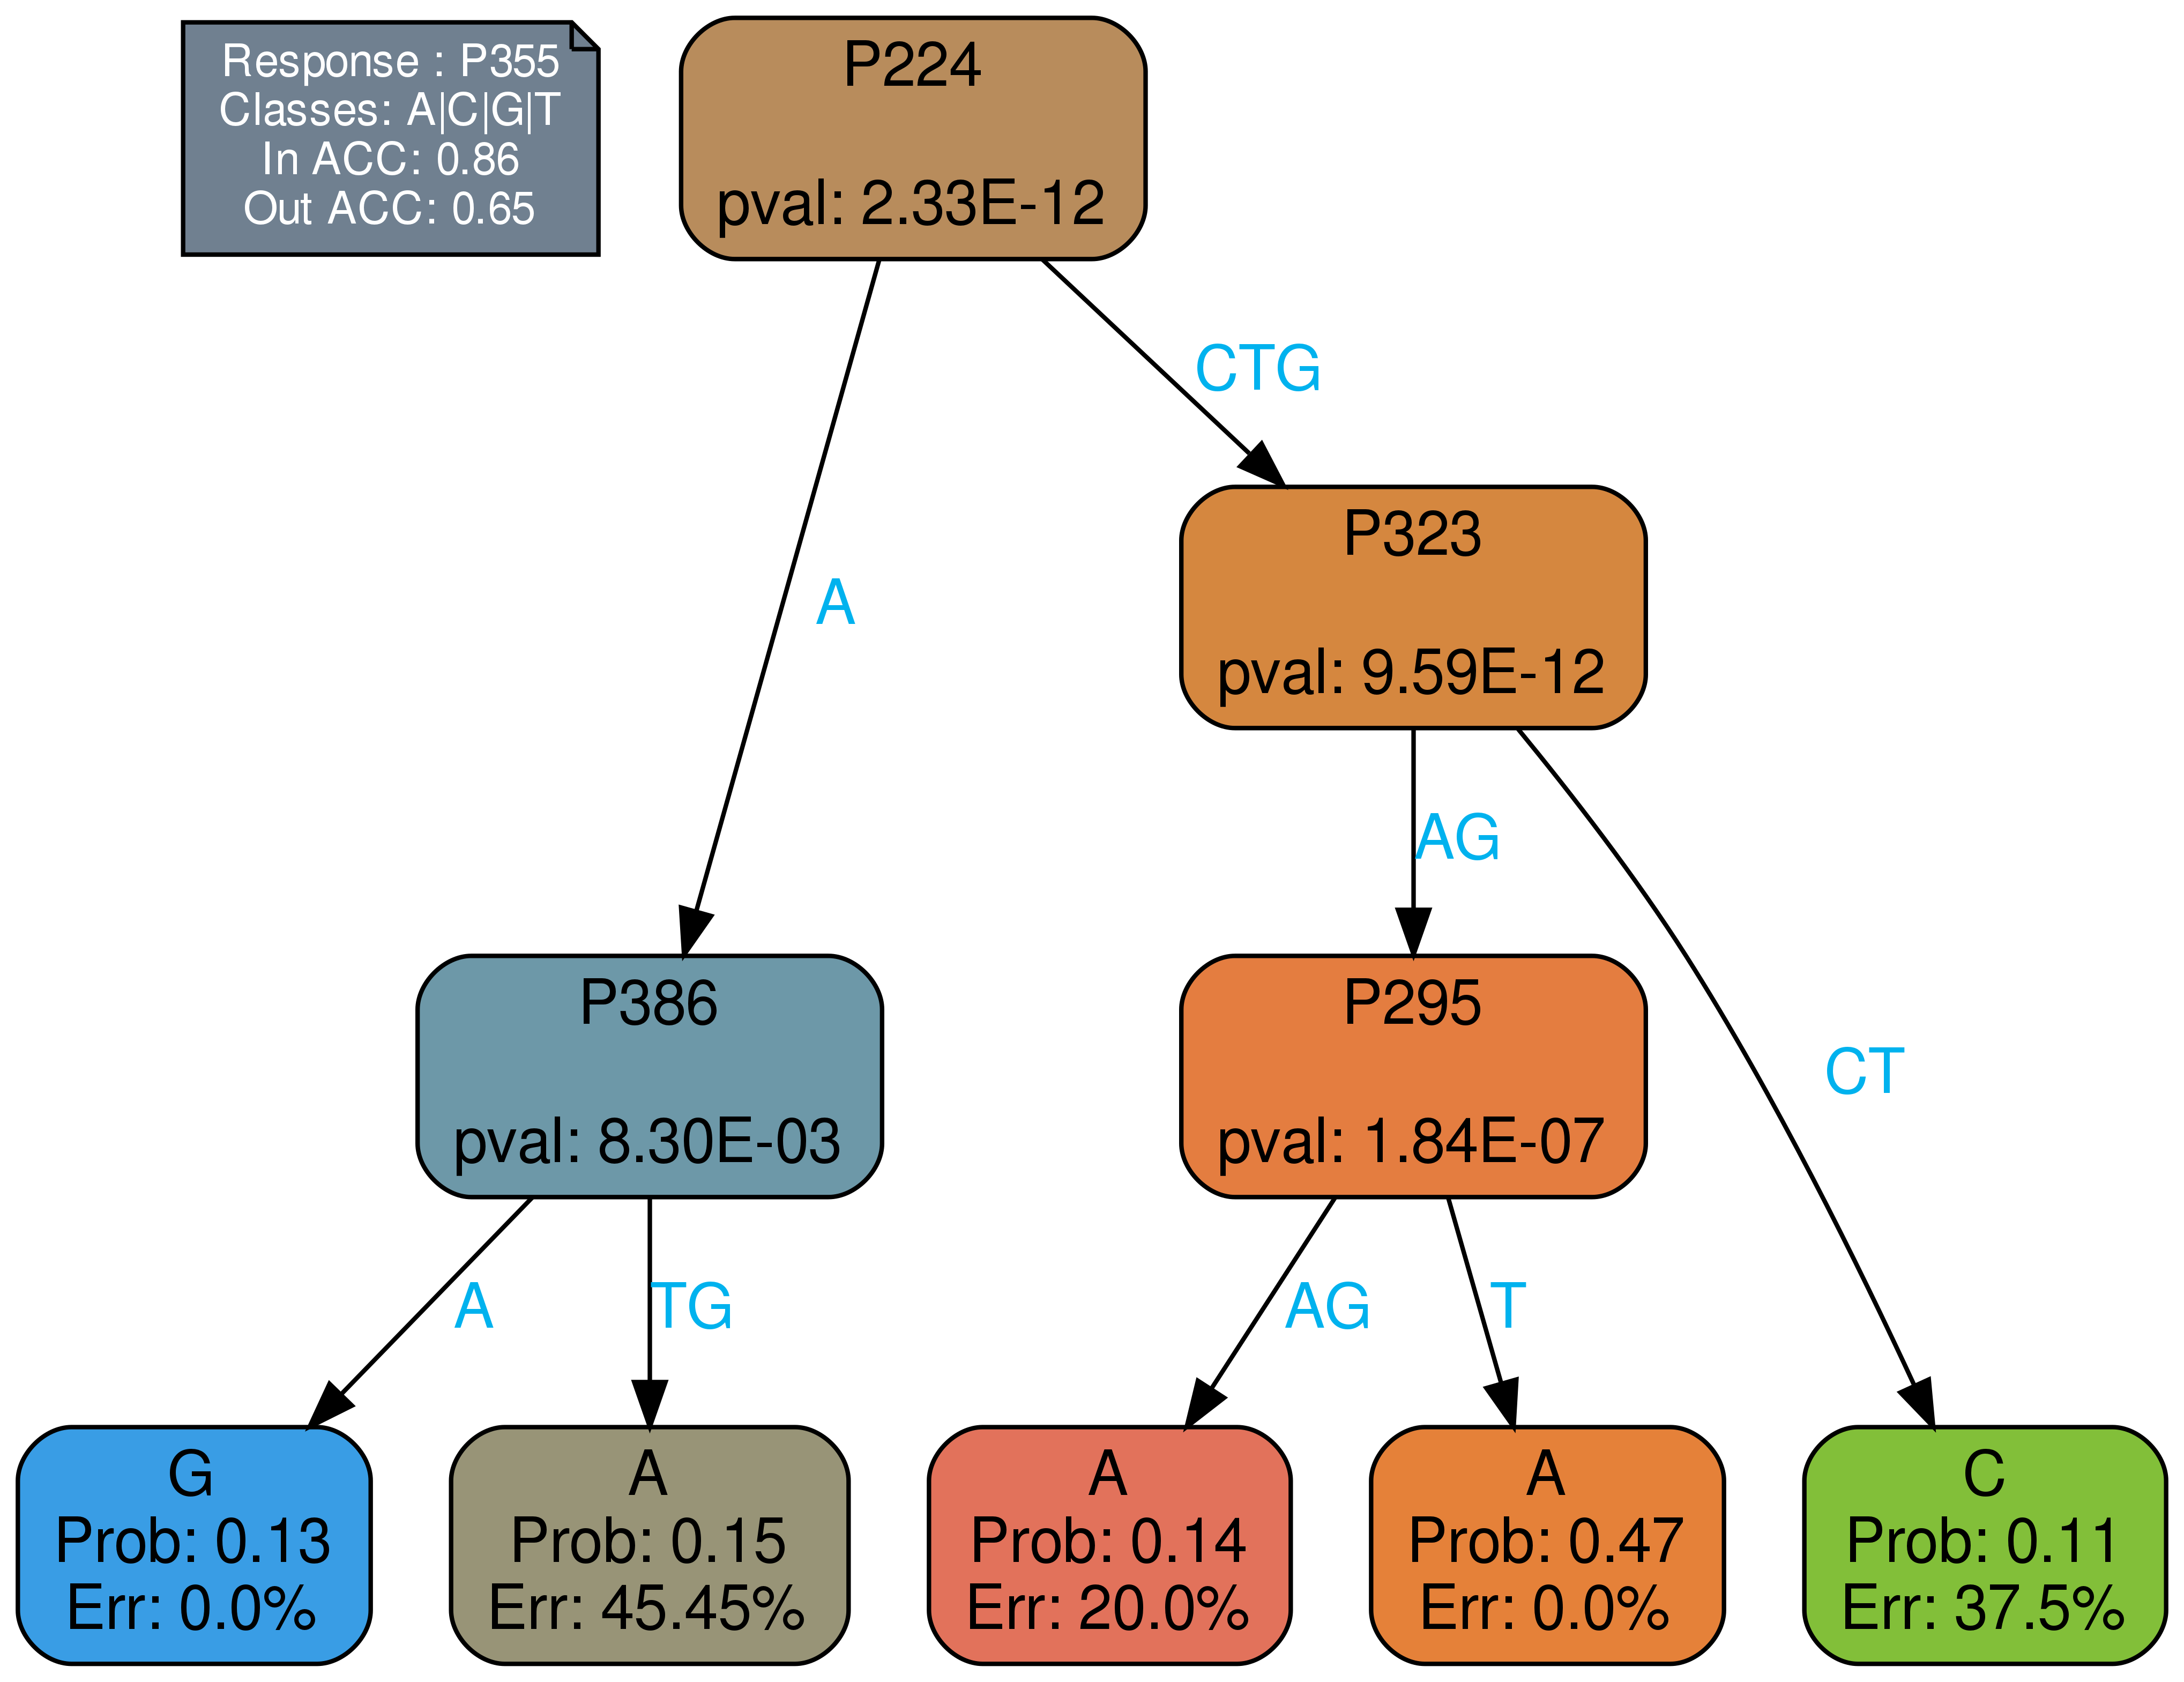 Response : P355
Classes: A|C|G|T
In ACC: 0.86
Out ACC: 0.65
P224
pval: 2.33E-12
CTG
A
P323
pval: 9.59E-12
AG
CT
P386
pval: 8.30E-03
P295
pval: 1.84E-07
A
TG
AG
T
G
Prob: 0.13
Err: 0.0%
A
Prob: 0.15
Err: 45.45%
A
Prob: 0.14
Err: 20.0%
A
Prob: 0.47
Err: 0.0%
C
Prob: 0.11
Err: 37.5%